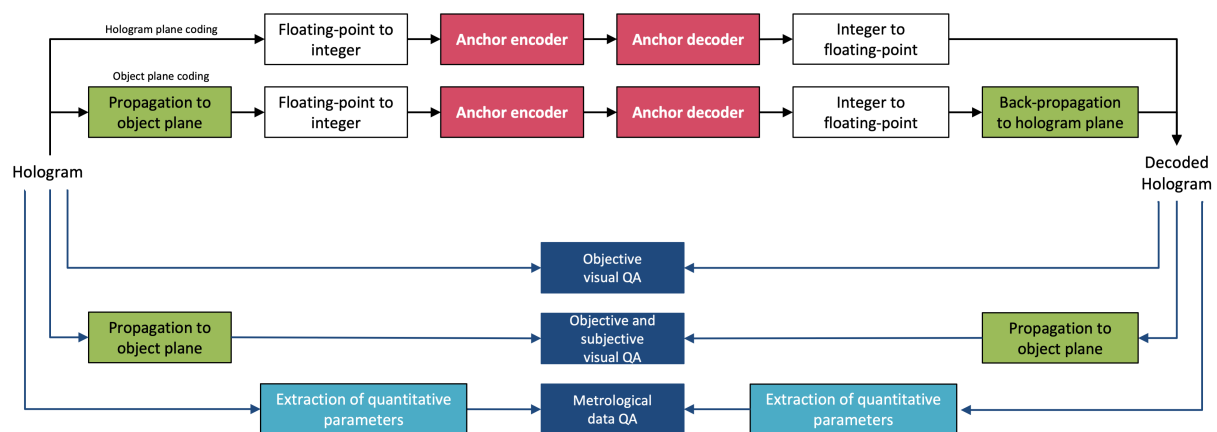 Hologram plane coding
Floating-point to
integer
Anchor encoder
Anchor decoder
Integer to
floating-point
Object plane coding
Propagation to
object plane
Floating-point to
integer
Anchor encoder
Anchor decoder
Integer to
floating-point
Back-propagation
to hologram plane
Hologram
Decoded
Hologram
Objective
visual QA
Propagation to
object plane
Objective and
subjective
visual QA
Propagation to
object plane
Extraction of quantitative
parameters
Metrological
data QA
Extraction of quantitative
parameters